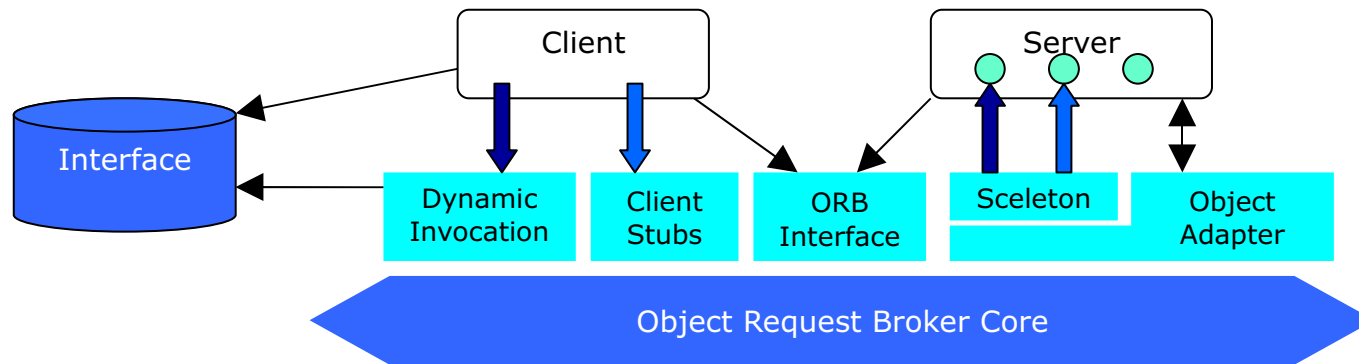 Client
Server
Interface
Dynamic
Invocation
Client
Stubs
ORB
Interface
Sceleton
Object
Adapter
Object Request Broker Core